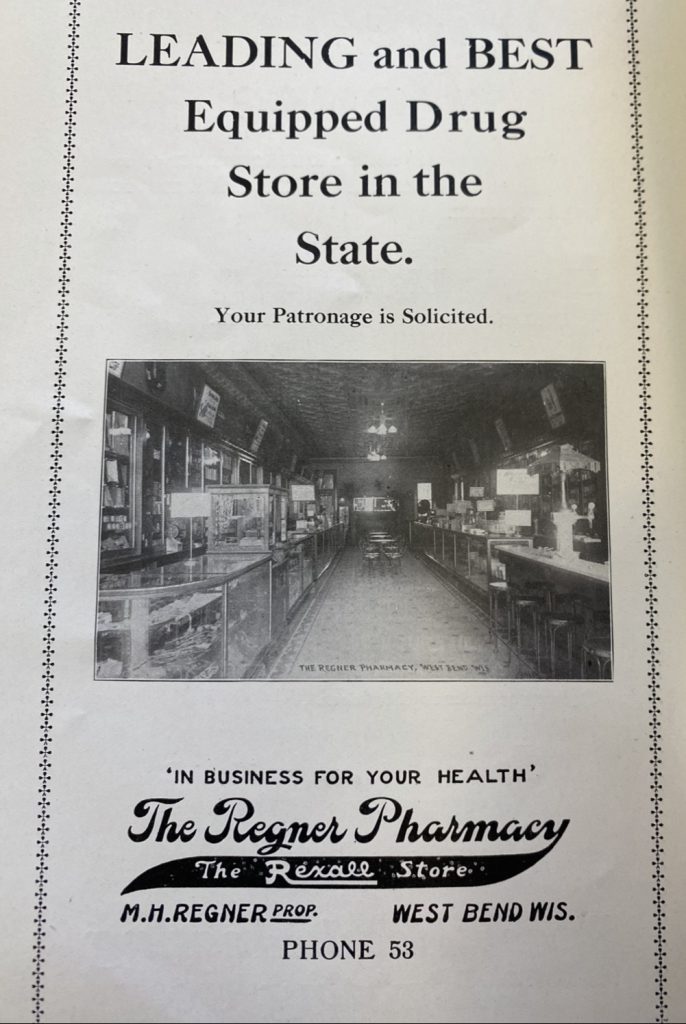 LEADING and BEST
Equipped Drug
Store in the
State.
Your Patronage is Solicited.
THE REGNER PHARMACY, WEST BEND WIS
'IN BUSINESS FOR YOUR HEALTH'
The Regner Pharmacy
The Rexall Store
M.H. REGNER PROP. WEST BEND WIS.
PHONE 53